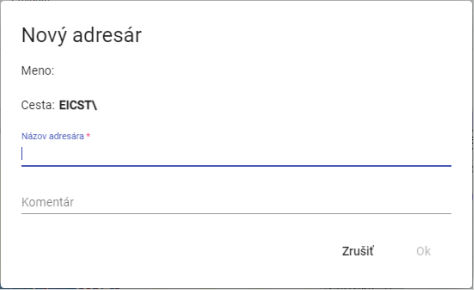 Nový adresár
Meno:
Cesta: EICST\
Názov adresára *
Komentár
Zrušiť Ok